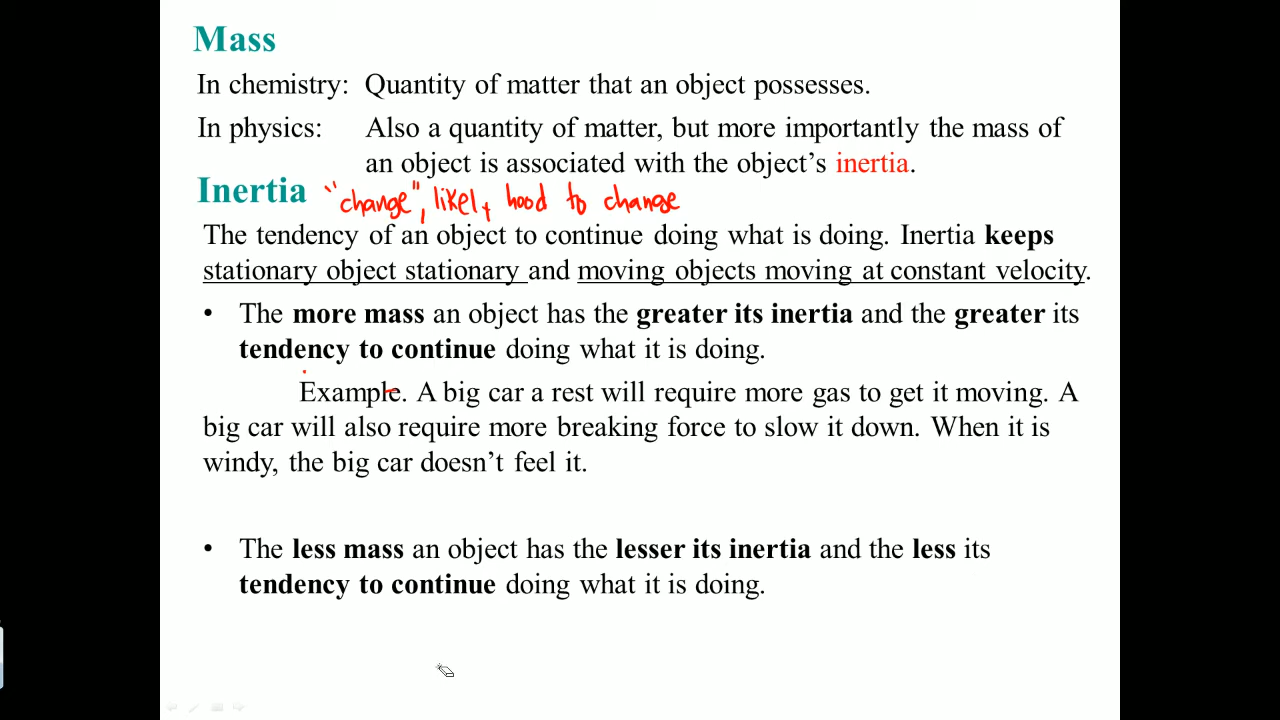 Mass
In chemistry: Quantity of matter that an object possesses.
In physics: Also a quantity of matter, but more importantly the mass of
an object is associated with the object's inertia.
Inertia "change", likelihood to change
The tendency of an object to continue doing what is doing. Inertia keeps
stationary object stationary and moving objects moving at constant velocity.
• The more mass an object has the greater its inertia and the greater its
tendency to continue doing what it is doing.
Example. A big car a rest will require more gas to get it moving. A
big car will also require more breaking force to slow it down. When it is
windy, the big car doesn't feel it.
• The less mass an object has the lesser its inertia and the less its
tendency to continue doing what it is doing.